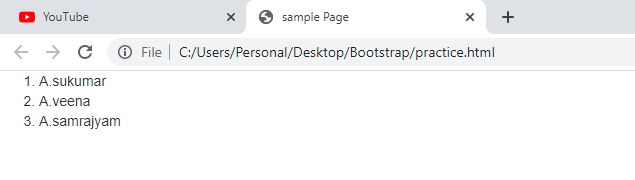 YouTube
sample Page
File | C:/Users/Personal/Desktop/Bootstrap/practice.html
1. A.sukumar
2. A.veena
3. A.samrajyam